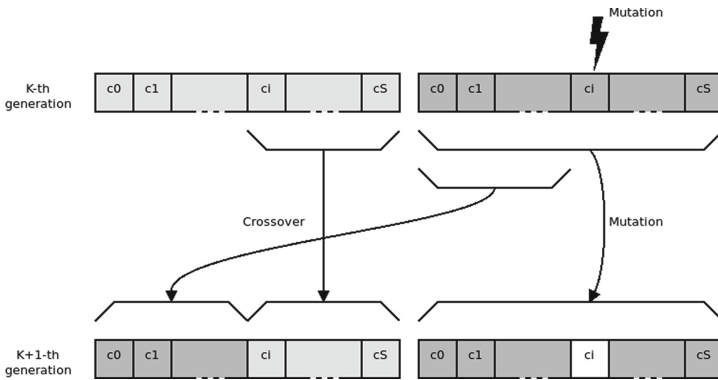 Mutation
K-th
generation
c0 c1 ci cS c0 c1 ci cS
Crossover
Mutation
K+1-th
generation
c0 c1 ci cS c0 c1 ci cS